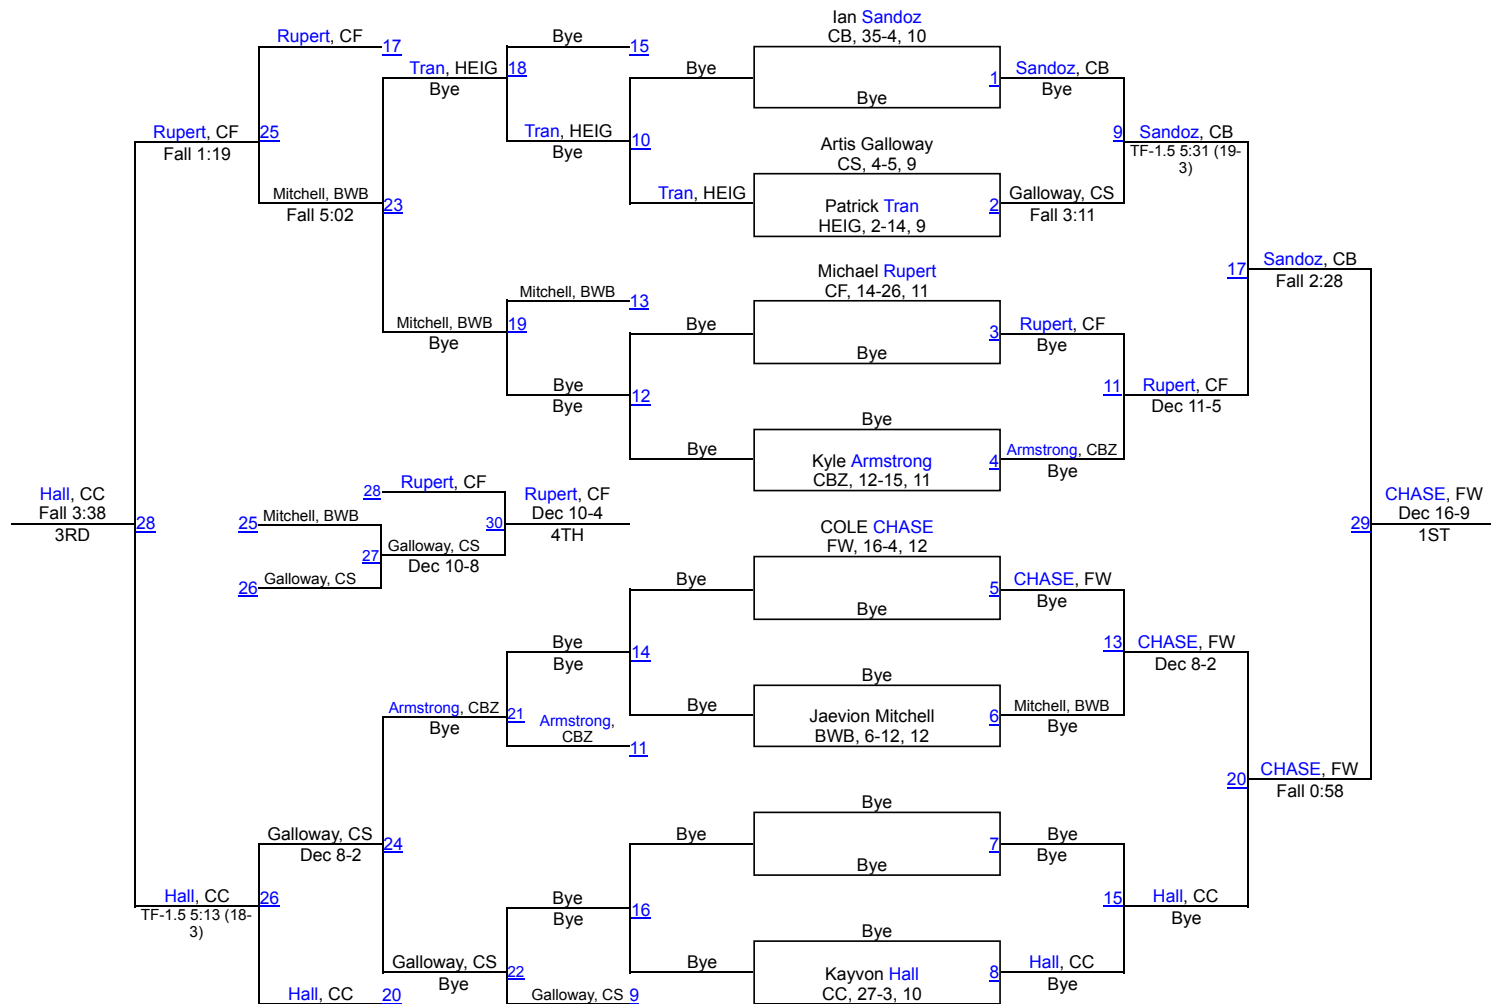 Ian Sandoz
CB, 35-4, 10
Rupert, CF
17
Bye
15
Tran, HEIG
18
Bye
Bye
1
Sandoz, CB
Bye
Bye
Rupert, CF
25
Fall 1:19
Tran, HEIG
Bye
10
Artis Galloway
CS, 4-5, 9
9
Sandoz, CB
TF-1.5 5:31 (19-
3)
Mitchell, BWB
Fall 5:02
23
Tran, HEIG
Patrick Tran
HEIG, 2-14, 9
2
Galloway, CS
Fall 3:11
Michael Rupert
CF, 14-26, 11
17
Sandoz, CB
Fall 2:28
Mitchell, BWB
13
Mitchell, BWB
Bye
19
Bye
Bye
3
Rupert, CF
Bye
Bye
Bye
12
11
Rupert, CF
Dec 11-5
Bye
Bye
Kyle Armstrong
CBZ, 12-15, 11
4
Armstrong, CBZ
Bye
Hall, CC
Fall 3:38
3RD
28
28
Rupert, CF
Rupert, CF
Dec 10-4
4TH
25
Mitchell, BWB
30
27
Galloway, CS
Dec 10-8
26
Galloway, CS
COLE CHASE
FW, 16-4, 12
29
CHASE, FW
Dec 16-9
1ST
Bye
Bye
5
CHASE, FW
Bye
Bye
Bye
14
13
CHASE, FW
Dec 8-2
Armstrong, CBZ
Bye
21
Armstrong,
CBZ
11
Bye
Bye
Jaevion Mitchell
BWB, 6-12, 12
6
Mitchell, BWB
Bye
20
CHASE, FW
Fall 0:58
Galloway, CS
Dec 8-2
24
Bye
Bye
Bye
7
Bye
Bye
Hall, CC
TF-1.5 5:13 (18-
3)
26
Bye
Bye
16
15
Hall, CC
Bye
Galloway, CS
Bye
22
Bye
Bye
Kayvon Hall
CC, 27-3, 10
8
Hall, CC
Bye
Hall, CC
20
Galloway, CS
9